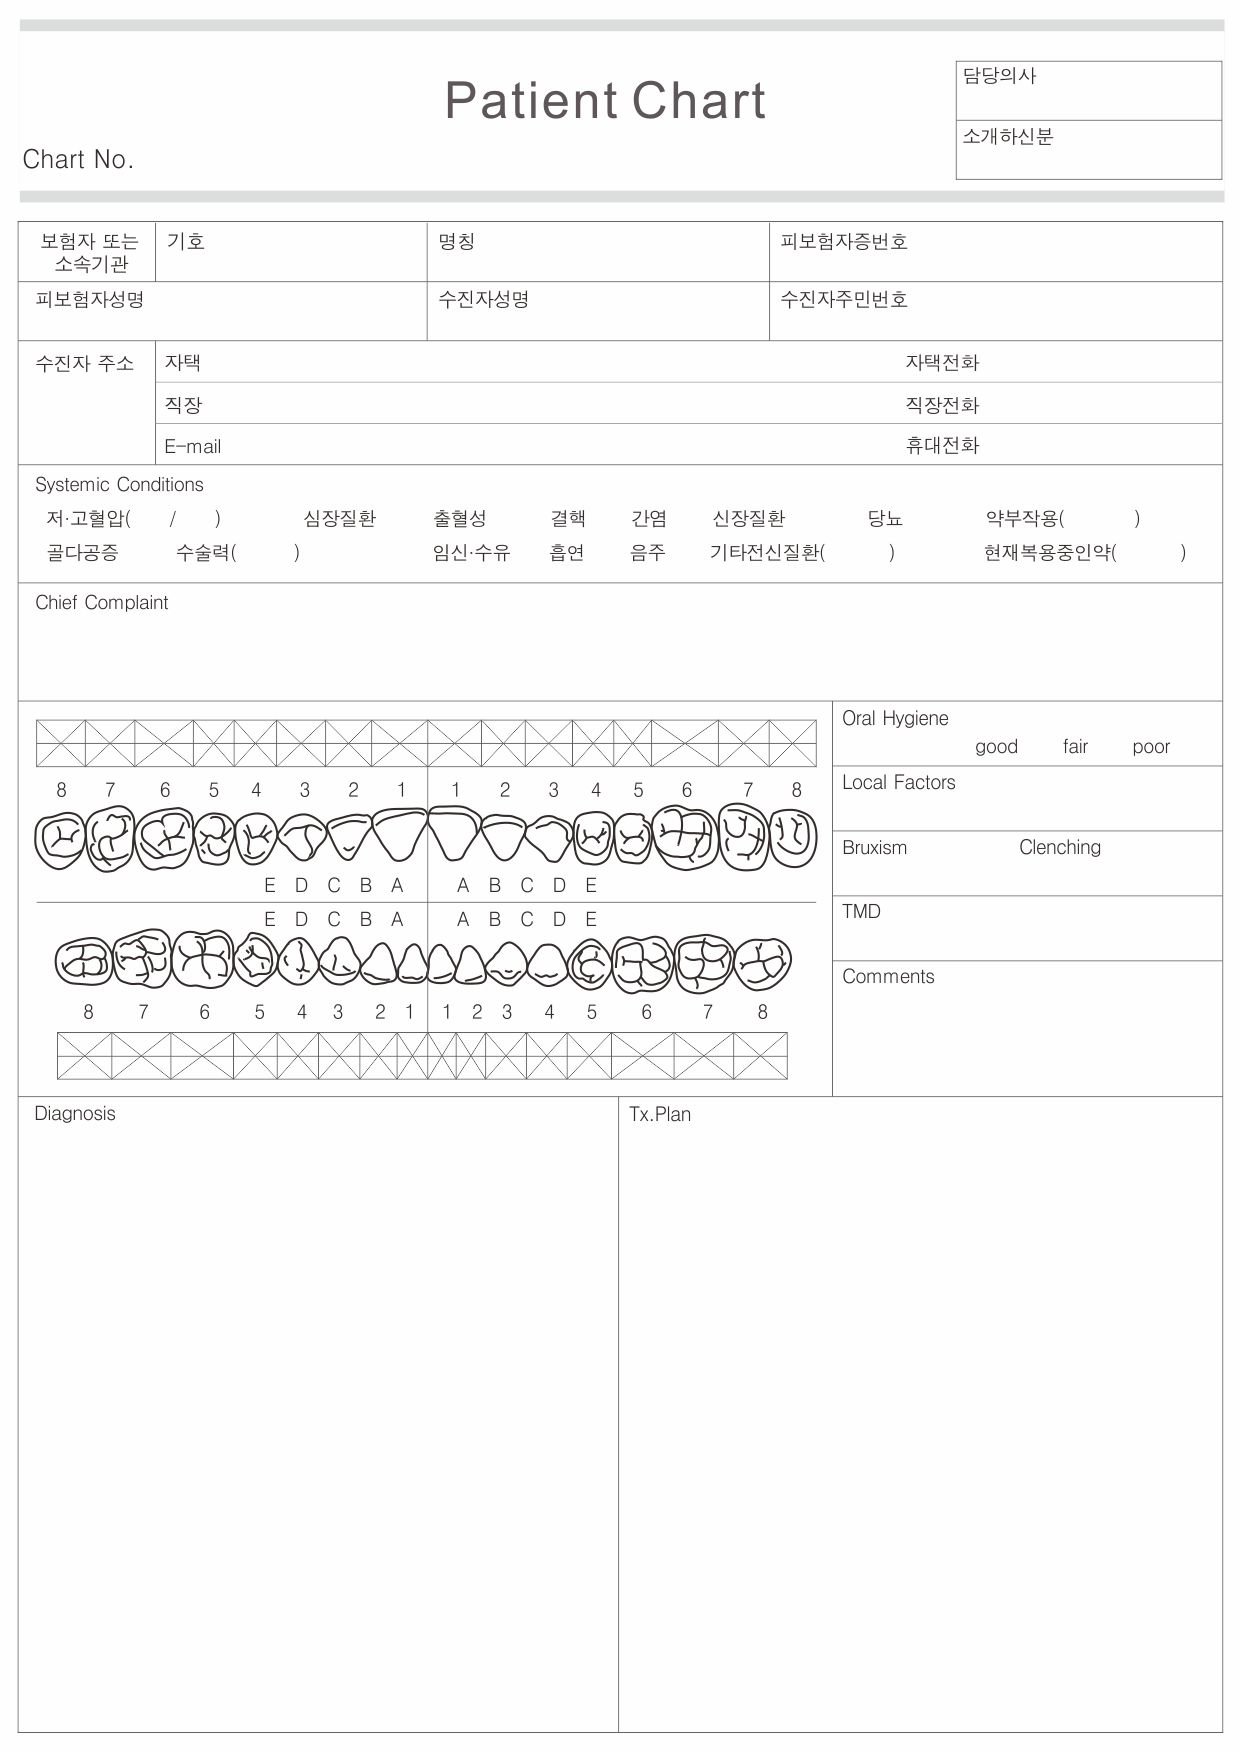 담당의사
Patient Chart
소개하신분
Chart No.
보험자 또는 기호 명칭 피보험자증번호
소속기관
피보험자성명 수진자성명 수진자주민번호
수진자 주소 자택 자택전화
직장 직장전화
E-mail 휴대전화
Systemic Conditions
저·고혈압( / ) 심장질환 출혈성 결핵 간염 신장질환 당뇨 약부작용( )
골다공증 수술력( ) 임신·수유 흡연 음주 기타전신질환( ) 현재복용중인약( )
Chief Complaint
Oral Hygiene
good fair poor
8 7 6 5 4 3 2 1 1 2 3 4 5 6 7 8
Local Factors
Bruxism Clenching
E D C B A A B C D E
E D C B A A B C D E
TMD
Comments
8 7 6 5 4 3 2 1 1 2 3 4 5 6 7 8
Diagnosis Tx.Plan